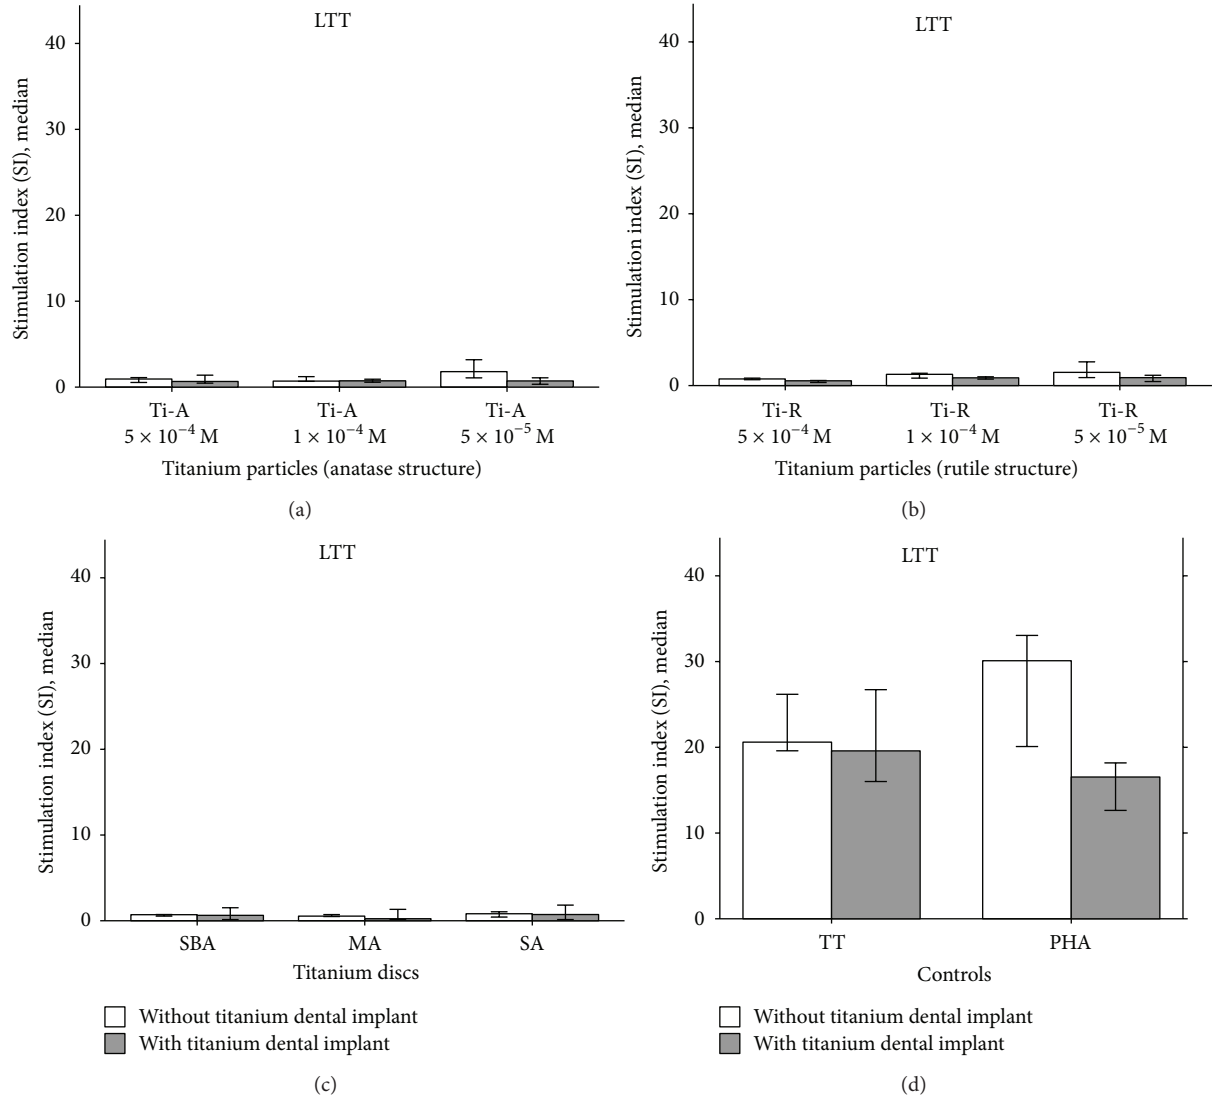 LTT
40
30
20
10
0
Stimulation index (SI), median
Ti-A Ti-A Ti-A
5 × 10⁻⁴ M 1 × 10⁻⁴ M 5 × 10⁻⁵ M
Titanium particles (anatase structure)
(a)
LTT
40
30
20
10
0
Stimulation index (SI), median
Ti-R Ti-R Ti-R
5 × 10⁻⁴ M 1 × 10⁻⁴ M 5 × 10⁻⁵ M
Titanium particles (rutile structure)
(b)
LTT
40
30
20
10
0
Stimulation index (SI), median
SBA MA SA
Titanium discs
Without titanium dental implant
With titanium dental implant
(c)
LTT
40
30
20
10
0
Stimulation index (SI), median
TT PHA
Controls
Without titanium dental implant
With titanium dental implant
(d)